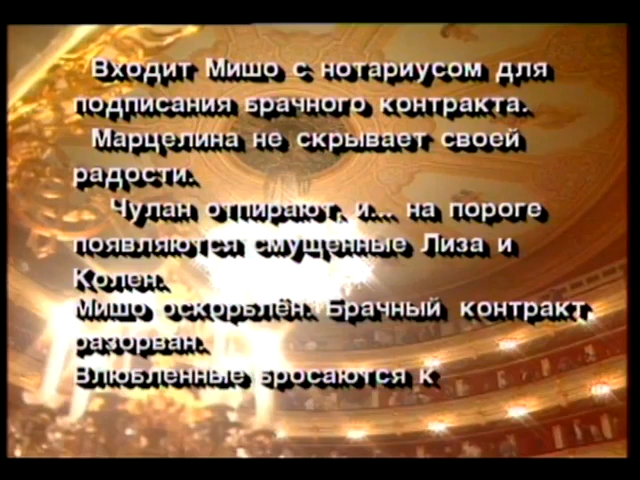 Входит Мишо с нотариусом для
подписания брачного контракта.
Марцелина не скрывает своей
радости.
Чулан отпирают, и... на пороге
появляются смущенные Лиза и
Колен.
Мишо оскорблён. Брачный контракт
разорван.
Влюбленные бросаются к